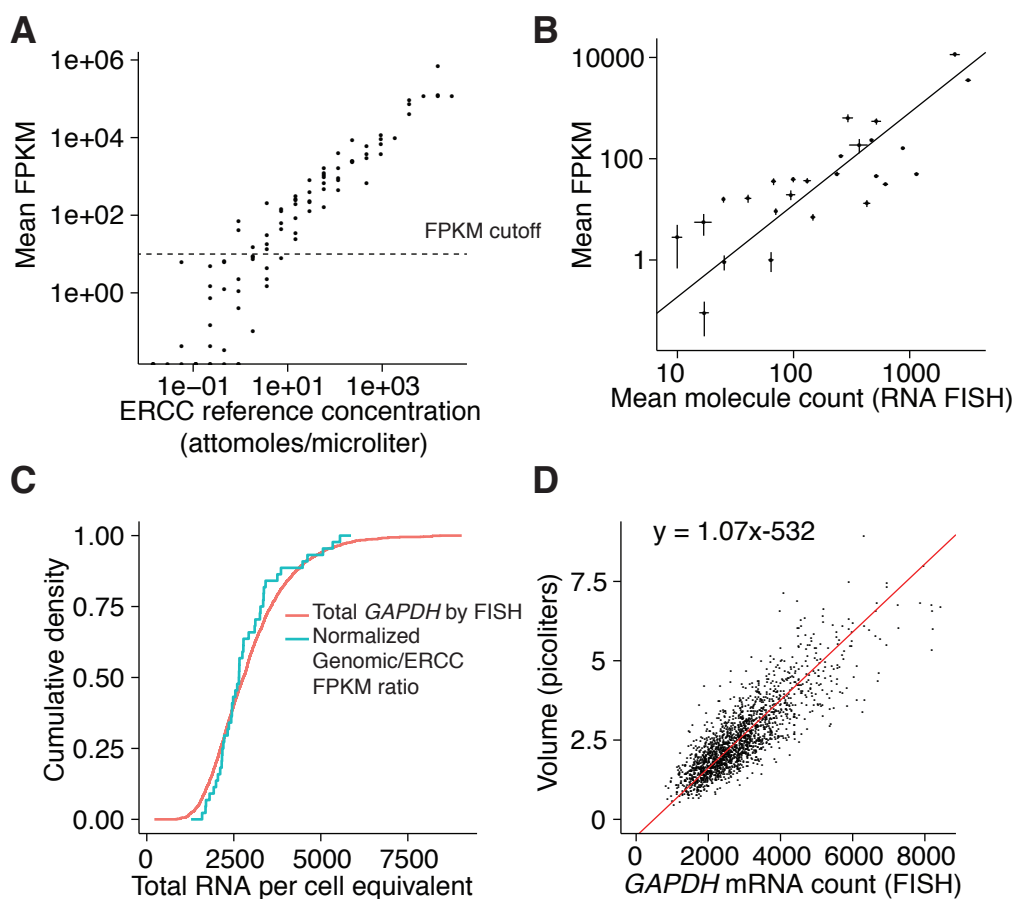 A
1e+06
1e+04
1e+02
1e+00
Mean FPKM
FPKM cutoff
1e−01
1e+01
1e+03
ERCC reference concentration
(attomoles/microliter)
B
10000
100
1
Mean FPKM
10
100
1000
Mean molecule count (RNA FISH)
C
1.00
0.75
0.50
0.25
0.00
Cumulative density
Total GAPDH by FISH
Normalized
Genomic/ERCC
FPKM ratio
0
2500
5000
7500
Total RNA per cell equivalent
D
y = 1.07x-532
7.5
5
2.5
0
Volume (picoliters)
0
2000
4000
6000
8000
GAPDH mRNA count (FISH)